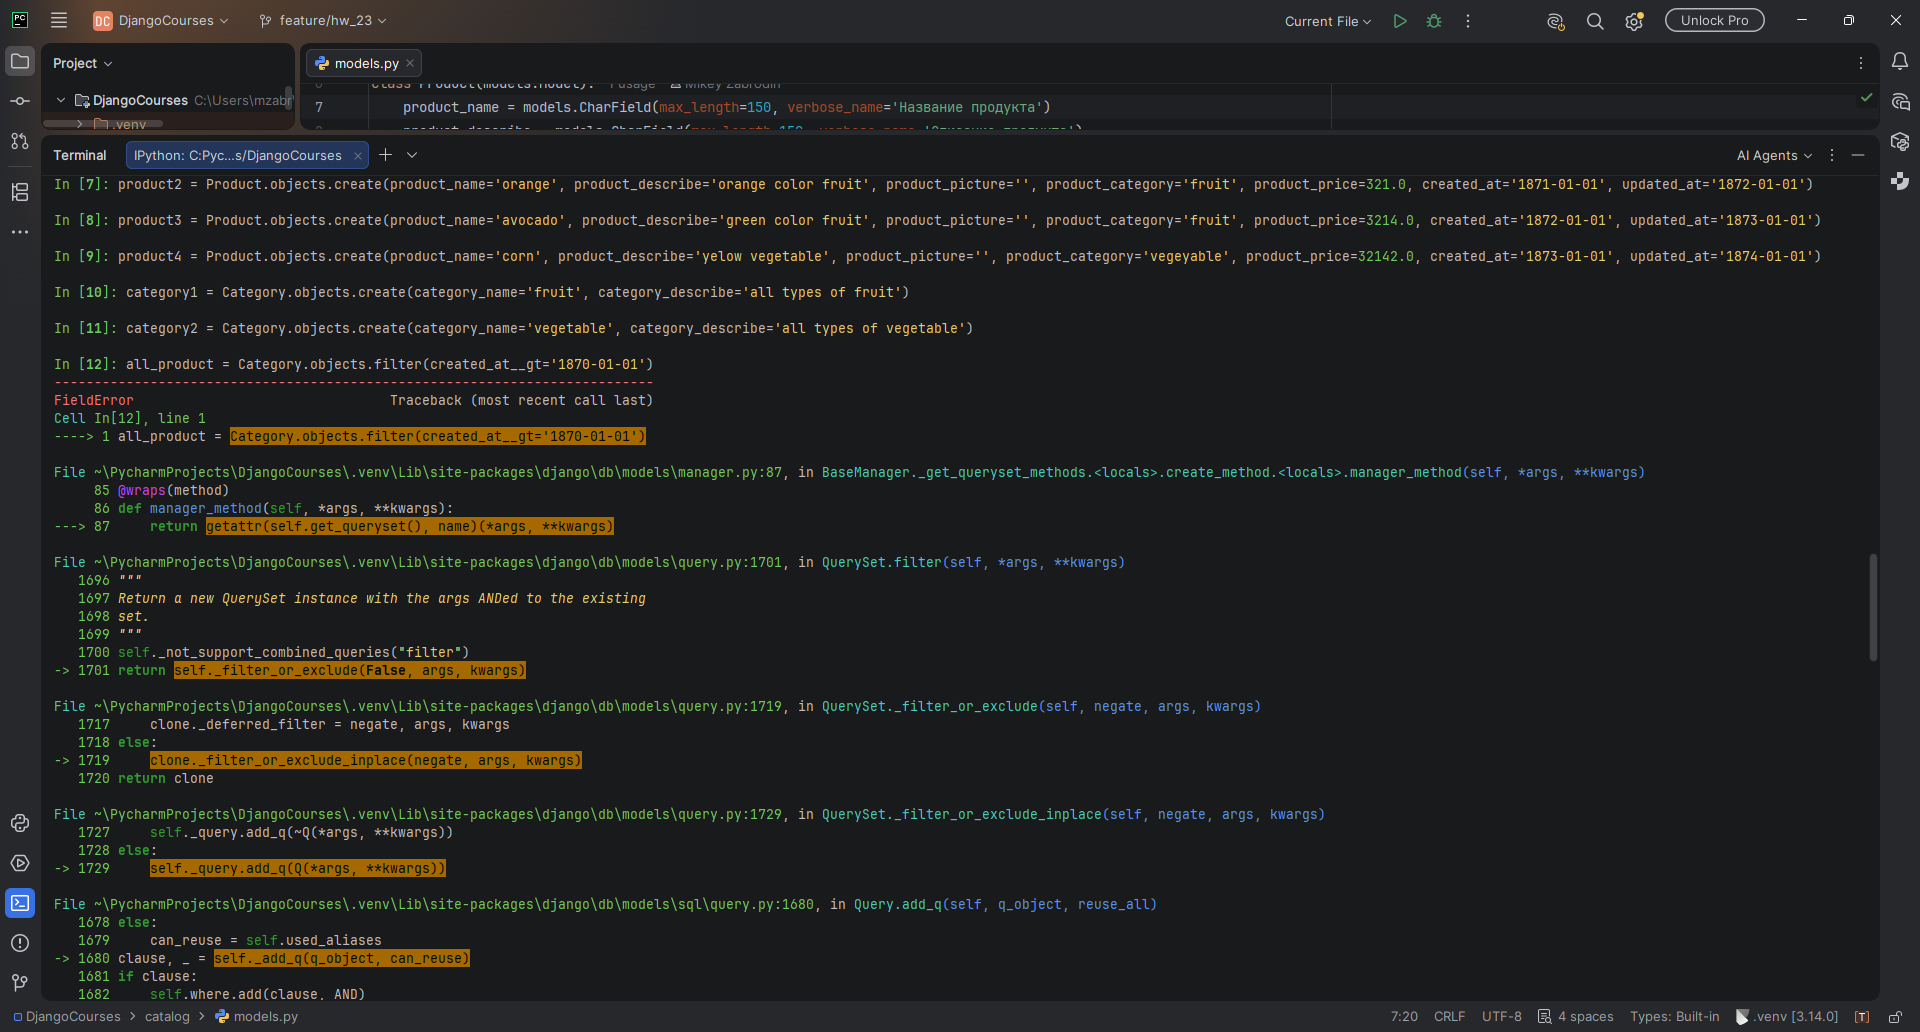 PC
DC DjangoCourses feature/hw_23 Current File Unlock Pro
Project
models.py
DjangoCourses C:\Users\mzabr
.venv
class Product(models.Model): 1 usage Mikey Zabrodin
7 product_name = models.CharField(max_length=150, verbose_name='Название продукта')
product_describe = models.CharField(max_length=150, verbose_name='Описание продукта')
Terminal IPython: C:Pyc...s/DjangoCourses AI Agents
In [7]: product2 = Product.objects.create(product_name='orange', product_describe='orange color fruit', product_picture='', product_category='fruit', product_price=321.0, created_at='1871-01-01', updated_at='1872-01-01')
In [8]: product3 = Product.objects.create(product_name='avocado', product_describe='green color fruit', product_picture='', product_category='fruit', product_price=3214.0, created_at='1872-01-01', updated_at='1873-01-01')
In [9]: product4 = Product.objects.create(product_name='corn', product_describe='yelow vegetable', product_picture='', product_category='vegeyable', product_price=32142.0, created_at='1873-01-01', updated_at='1874-01-01')
In [10]: category1 = Category.objects.create(category_name='fruit', category_describe='all types of fruit')
In [11]: category2 = Category.objects.create(category_name='vegetable', category_describe='all types of vegetable')
In [12]: all_product = Category.objects.filter(created_at__gt='1870-01-01')
---------------------------------------------------------------------------
FieldError Traceback (most recent call last)
Cell In[12], line 1
----> 1 all_product = Category.objects.filter(created_at__gt='1870-01-01')
File ~\PycharmProjects\DjangoCourses\.venv\Lib\site-packages\django\db\models\manager.py:87, in BaseManager._get_queryset_methods.<locals>.create_method.<locals>.manager_method(self, *args, **kwargs)
85 @wraps(method)
86 def manager_method(self, *args, **kwargs):
---> 87 return getattr(self.get_queryset(), name)(*args, **kwargs)
File ~\PycharmProjects\DjangoCourses\.venv\Lib\site-packages\django\db\models\query.py:1701, in QuerySet.filter(self, *args, **kwargs)
1696 """
1697 Return a new QuerySet instance with the args ANDed to the existing
1698 set.
1699 """
1700 self._not_support_combined_queries("filter")
-> 1701 return self._filter_or_exclude(False, args, kwargs)
File ~\PycharmProjects\DjangoCourses\.venv\Lib\site-packages\django\db\models\query.py:1719, in QuerySet._filter_or_exclude(self, negate, args, kwargs)
1717 clone._deferred_filter = negate, args, kwargs
1718 else:
-> 1719 clone._filter_or_exclude_inplace(negate, args, kwargs)
1720 return clone
File ~\PycharmProjects\DjangoCourses\.venv\Lib\site-packages\django\db\models\query.py:1729, in QuerySet._filter_or_exclude_inplace(self, negate, args, kwargs)
1727 self._query.add_q(~Q(*args, **kwargs))
1728 else:
-> 1729 self._query.add_q(Q(*args, **kwargs))
File ~\PycharmProjects\DjangoCourses\.venv\Lib\site-packages\django\db\models\sql\query.py:1680, in Query.add_q(self, q_object, reuse_all)
1678 else:
1679 can_reuse = self.used_aliases
-> 1680 clause, _ = self._add_q(q_object, can_reuse)
1681 if clause:
1682 self.where.add(clause, AND)
DjangoCourses > catalog > models.py 7:20 CRLF UTF-8 4 spaces Types: Built-in .venv [3.14.0] [T]